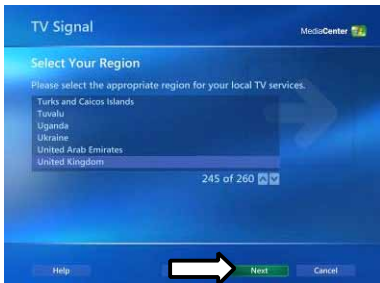 TV Signal
MediaCenter
Select Your Region
Please select the appropriate region for your local TV services.
Turks and Caicos Islands
Tuvalu
Uganda
Ukraine
United Arab Emirates
United Kingdom
245 of 260
Help
Next
Cancel